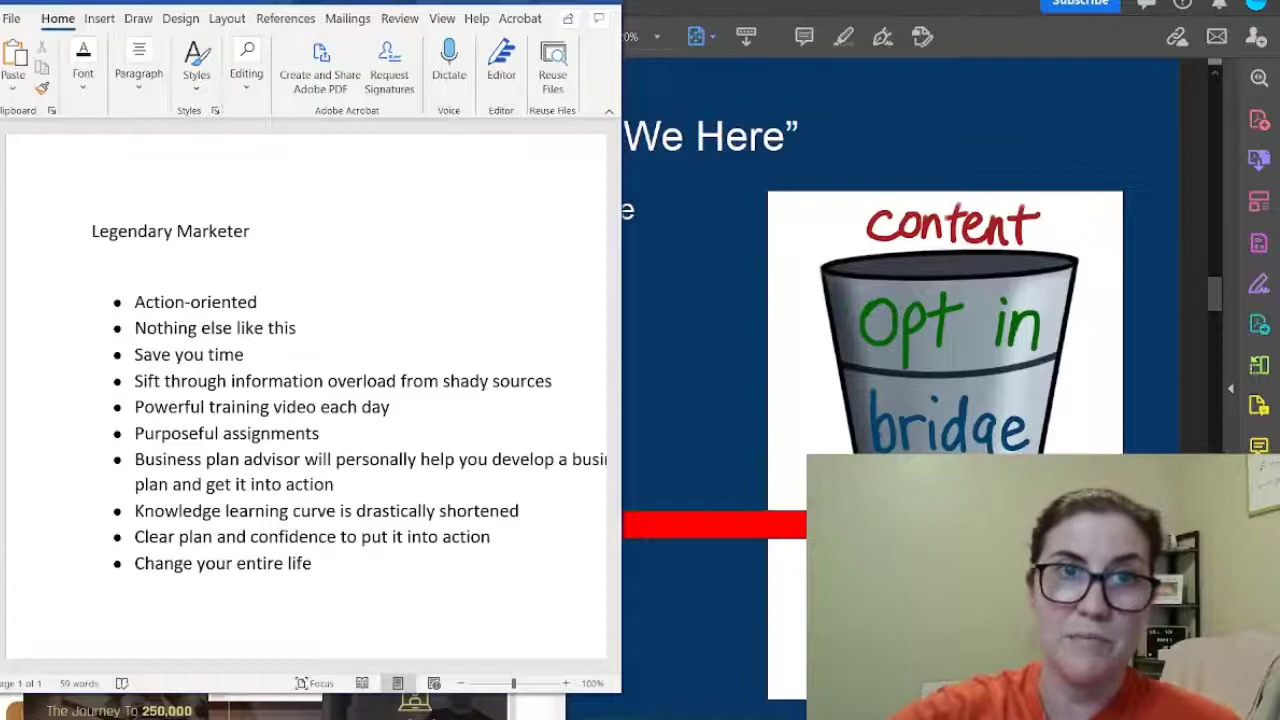 Subscribe
File Home Insert Draw Design Layout References Mailings Review View Help Acrobat
Paste
Font
Paragraph
Styles
Editing
Create and Share
Adobe PDF
Request
Signatures
Dictate
Editor
Reuse
Files
Styles
Adobe Acrobat
Voice
Editor
Reuse Files
We Here”
content
opt in
bridge
Legendary Marketer
• Action-oriented
• Nothing else like this
• Save you time
• Sift through information overload from shady sources
• Powerful training video each day
• Purposeful assignments
• Business plan advisor will personally help you develop a busi
plan and get it into action
• Knowledge learning curve is drastically shortened
• Clear plan and confidence to put it into action
• Change your entire life
age 1 of 1 59 words Focus 100%
The Journey To 250,000